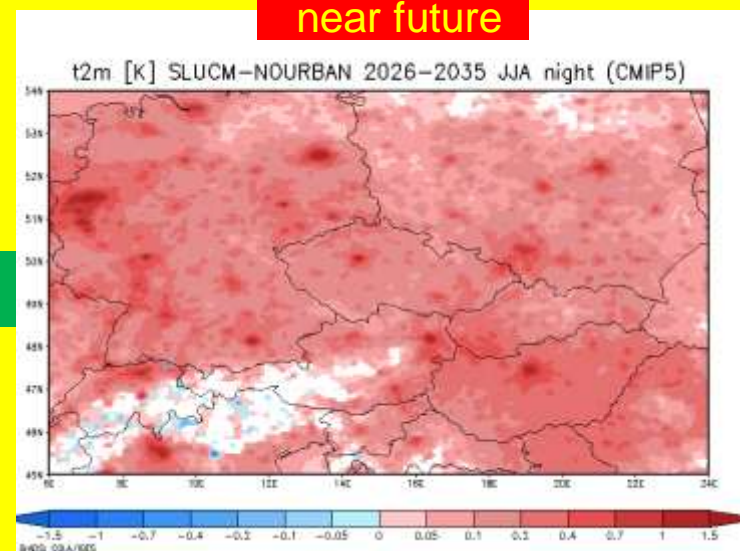 near future
t2m [K] SLUCM-NOURBAN 2026-2035 JJA night (CMIP5)
54N
53N
52N
51N
50N
49N
48N
47N
46N
45N
6E 8E 10E 12E 14E 16E 18E 20E 22E 24E
-1.5 -1 -0.7 -0.4 -0.2 -0.1 -0.05 0 0.05 0.1 0.2 0.4 0.7 1 1.5
GrADS: COLA/IGES